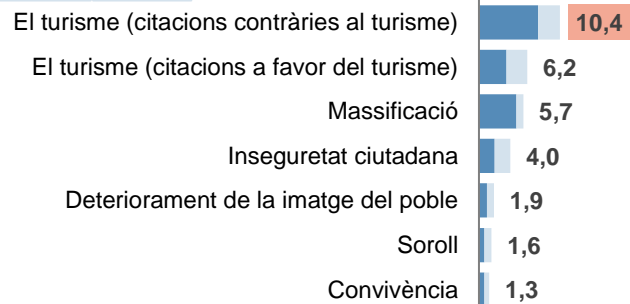 El turisme (citacions contràries al turisme) 10,4
El turisme (citacions a favor del turisme) 6,2
Massificació 5,7
Inseguretat ciutadana 4,0
Deteriorament de la imatge del poble 1,9
Soroll 1,6
Convivència 1,3